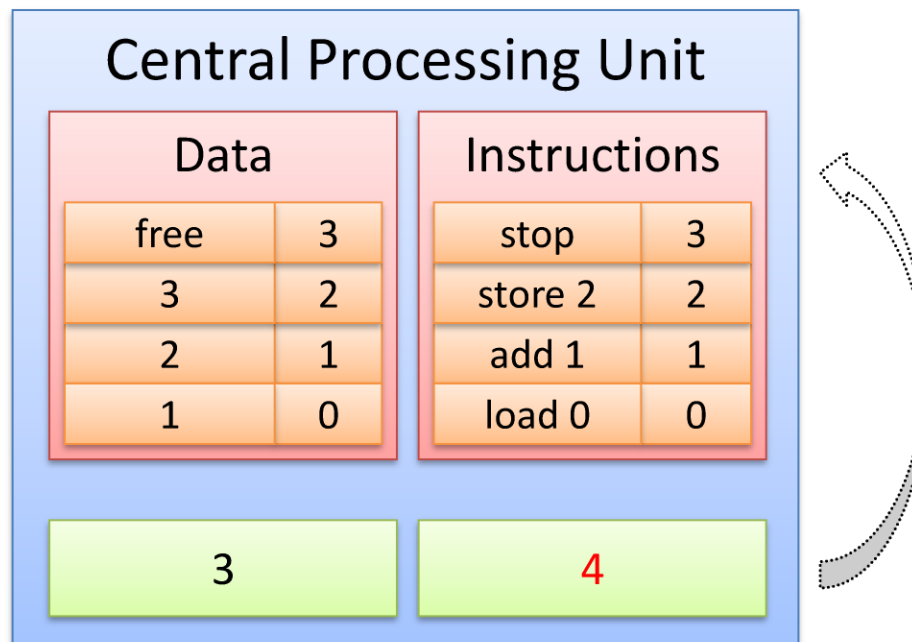 Central Processing Unit
Data
free 3
3 2
2 1
1 0
Instructions
stop 3
store 2 2
add 1 1
load 0 0
3
4